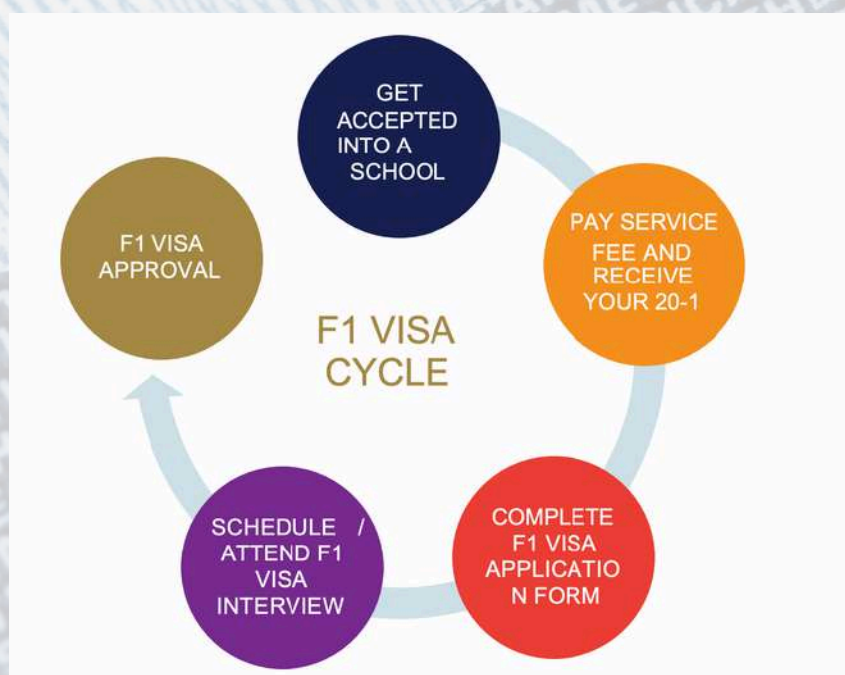 GET
ACCEPTED
INTO A
SCHOOL
PAY SERVICE
FEE AND
RECEIVE
YOUR 20-1
COMPLETE
F1 VISA
APPLICATIO
N FORM
SCHEDULE /
ATTEND F1
VISA
INTERVIEW
F1 VISA
APPROVAL
F1 VISA
CYCLE